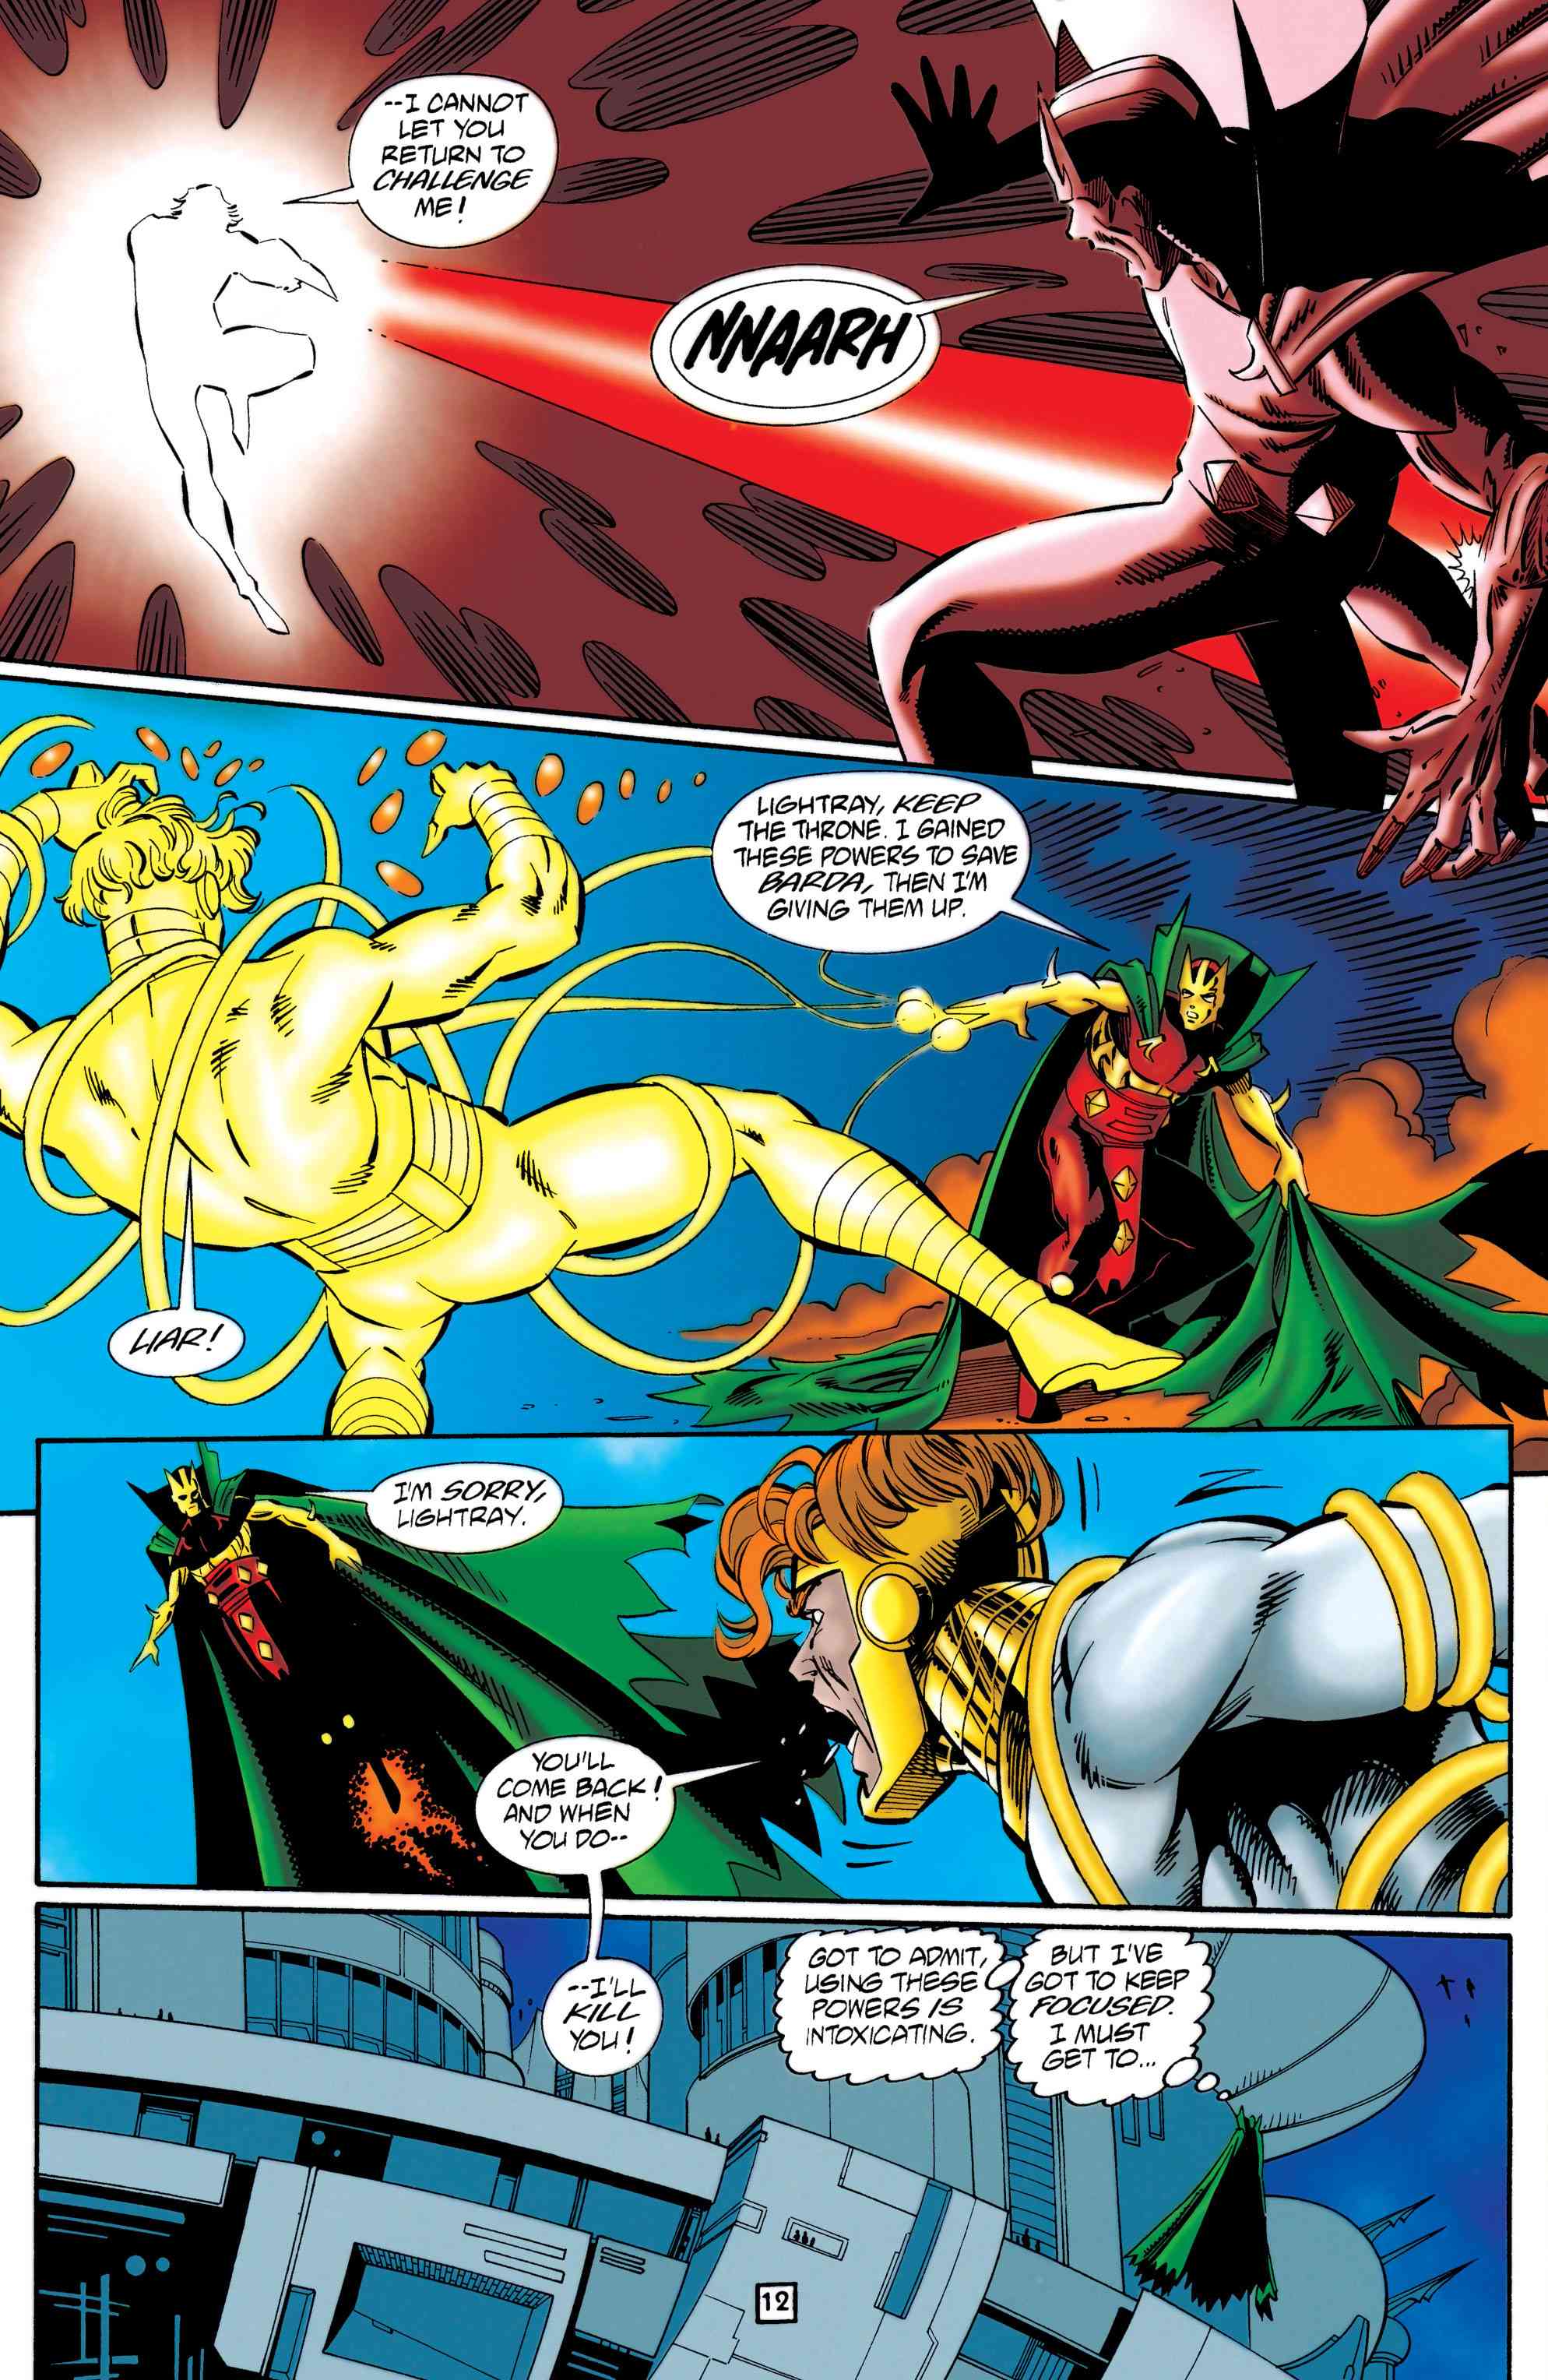 --I CANNOT
LET YOU
RETURN TO
CHALLENGE
ME!
NNAARH
LIGHTRAY, KEEP
THE THRONE. I GAINED
THESE POWERS TO SAVE
BARDA, THEN I'M
GIVING THEM UP.
LIAR!
I'M SORRY,
LIGHTRAY.
YOU'LL
COME BACK!
AND WHEN
YOU DO--
--I'LL
KILL
YOU!
GOT TO ADMIT,
USING THESE
POWERS IS
INTOXICATING.
BUT I'VE
GOT TO KEEP
FOCUSED.
I MUST
GET TO...
12